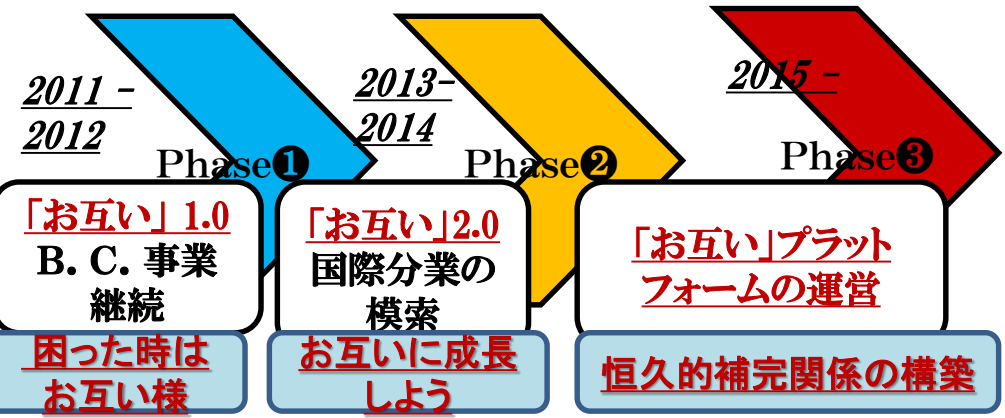 2011 -
2012
Phase❶
「お互い」 1.0
B. C. 事業
継続
困った時は
お互い様
2013-
2014
Phase❷
「お互い」2.0
国際分業の
模索
お互いに成長
しよう
2015 -
Phase❸
「お互い」プラット
フォームの運営
恒久的補完関係の構築